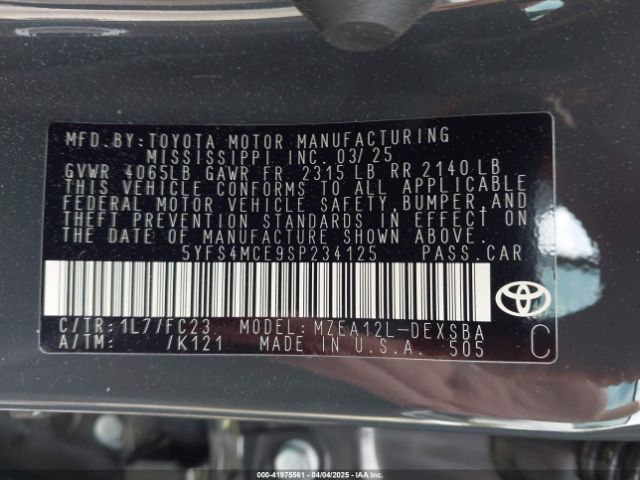 MFD.BY:TOYOTA MOTOR MANUFACTURING
MISSISSIPPI INC. 03/25
GVWR 4065LB GAWR FR 2315 LB RR 2140 LB
THIS VEHICLE CONFORMS TO ALL APPLICABLE
FEDERAL MOTOR VEHICLE SAFETY, BUMPER, AND
THEFT PREVENTION STANDARDS IN EFFECT ON
THE DATE OF MANUFACTURE SHOWN ABOVE.
5YFS4MCE9SP234125 PASS.CAR
C/TR:1L7/FC23 MODEL:MZEA12L-DEXSBA
A/TM: /K121 MADE IN U.S.A. 505 C
000-41975561 - 04/04/2025 - IAAI.COM